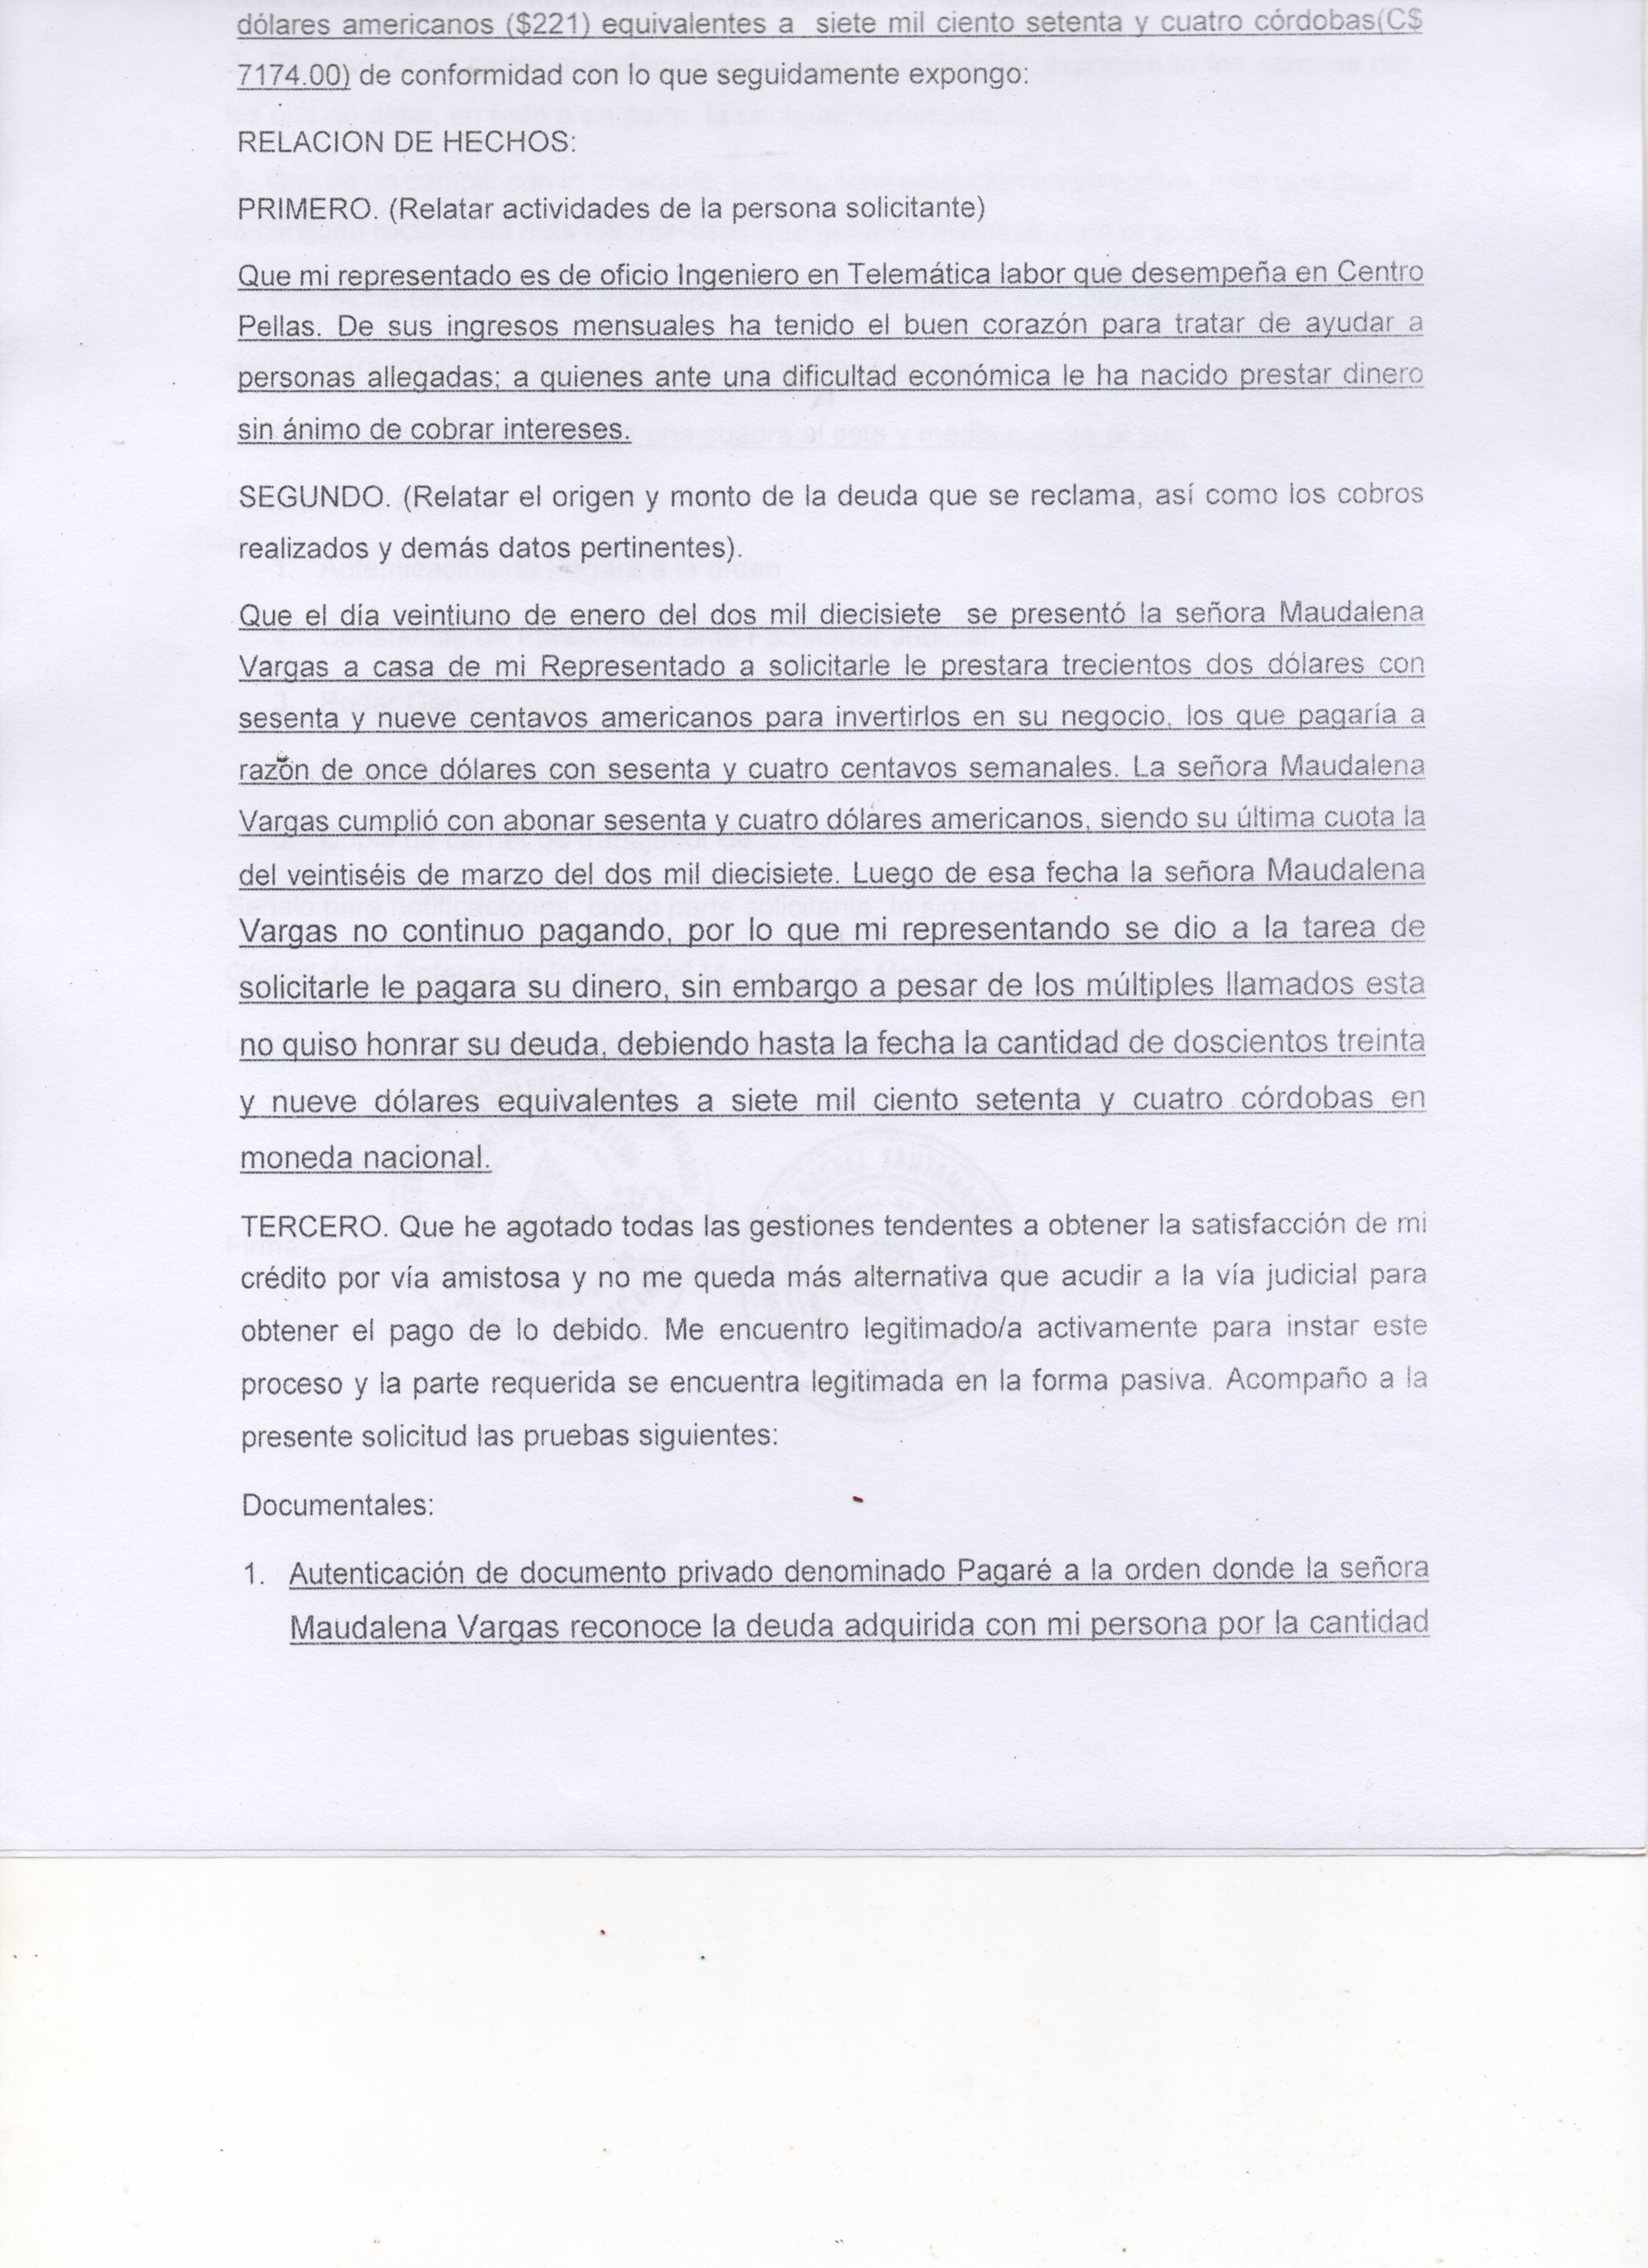 dólares americanos ($221) equivalentes a siete mil ciento setenta y cuatro córdobas(C$
7174.00) de conformidad con lo que seguidamente expongo:
RELACION DE HECHOS:
PRIMERO. (Relatar actividades de la persona solicitante)
Que mi representado es de oficio Ingeniero en Telemática labor que desempeña en Centro
Pellas. De sus ingresos mensuales ha tenido el buen corazón para tratar de ayudar a
personas allegadas; a quienes ante una dificultad económica le ha nacido prestar dinero
sin ánimo de cobrar intereses.
SEGUNDO. (Relatar el origen y monto de la deuda que se reclama, así como los cobros
realizados y demás datos pertinentes).
Que el día veintiuno de enero del dos mil diecisiete se presentó la señora Maudalena
Vargas a casa de mi Representado a solicitarle le prestara trecientos dos dólares con
sesenta y nueve centavos americanos para invertirlos en su negocio, los que pagaría a
razón de once dólares con sesenta y cuatro centavos semanales. La señora Maudalena
Vargas cumplió con abonar sesenta y cuatro dólares americanos, siendo su última cuota la
del veintiséis de marzo del dos mil diecisiete. Luego de esa fecha la señora Maudalena
Vargas no continuo pagando, por lo que mi representando se dio a la tarea de
solicitarle le pagara su dinero, sin embargo a pesar de los múltiples llamados esta
no quiso honrar su deuda, debiendo hasta la fecha la cantidad de doscientos treinta
y nueve dólares equivalentes a siete mil ciento setenta y cuatro córdobas en
moneda nacional.
TERCERO. Que he agotado todas las gestiones tendentes a obtener la satisfacción de mi
crédito por vía amistosa y no me queda más alternativa que acudir a la vía judicial para
obtener el pago de lo debido. Me encuentro legitimado/a activamente para instar este
proceso y la parte requerida se encuentra legitimada en la forma pasiva. Acompaño a la
presente solicitud las pruebas siguientes:
Documentales:
1. Autenticación de documento privado denominado Pagaré a la orden donde la señora
Maudalena Vargas reconoce la deuda adquirida con mi persona por la cantidad